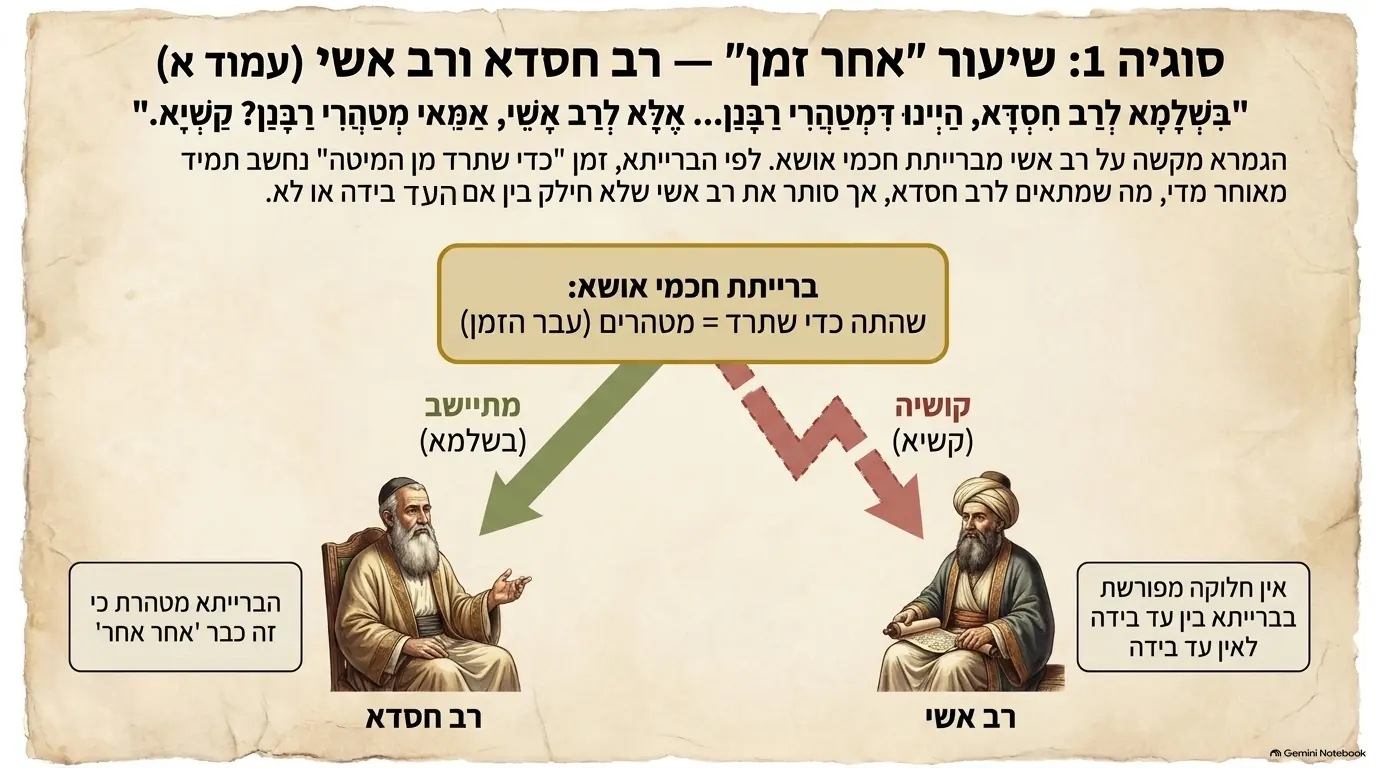 סוגיה 1: שיעור "אחר זמן" — רב חסדא ורב אשי (עמוד א)
"בִּשְׁלָמָא לְרַב חִסְדָּא, הַיְינוּ דִּמְטַהֲרִי רַבָּנַן... אֶלָּא לְרַב אָשֵׁי, אַמַּאי מְטַהֲרִי רַבָּנַן? קַשְׁיָא."
הגמרא מקשה על רב אשי מברייתת חכמי אושא. לפי הברייתא, זמן "כדי שתרד מן המיטה" נחשב תמיד
מאוחר מדי, מה שמתאים לרב חסדא, אך סותר את רב אשי שלא חילק בין אם העד בידה או לא.
ברייתת חכמי אושא:
שהתה כדי שתרד = מטהרים (עבר הזמן)
קושיה
(קשיא)
מתיישב
(בשלמא)
אין חלוקה מפורשת
בברייתא בין עד בידה
לאין עד בידה
הברייתא מטהרת כי
זה כבר 'אחר אחר'
רב אשי
רב חסדא
Gemini Notebook